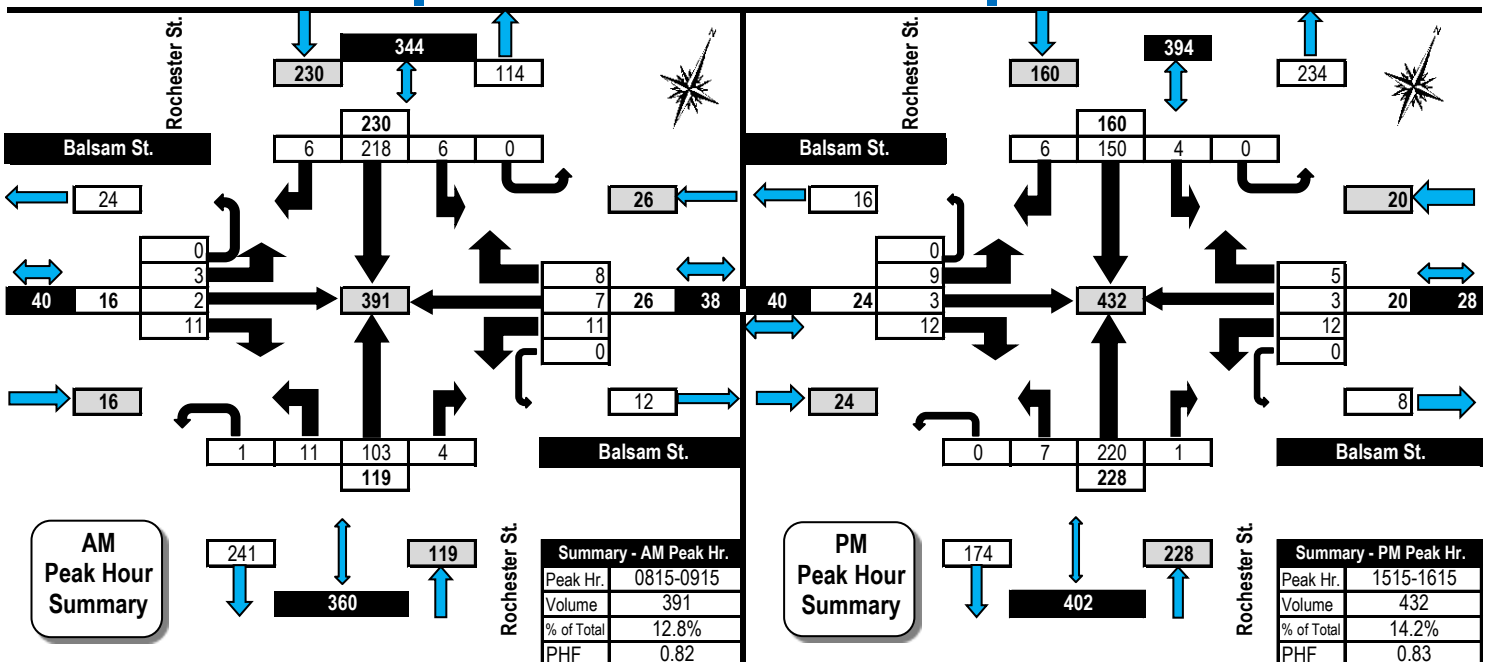 Rochester St.
344
230
114
N
230
6 218 6 0
Balsam St.
24
26
0
3
40 16 2
11
391
8
7 26 38
11
0
16
12
1 11 103 4
119
Balsam St.
AM
Peak Hour
Summary
241
119
360
Rochester St.
Summary - AM Peak Hr.
Peak Hr. 0815-0915
Volume 391
% of Total 12.8%
PHF 0.82
Rochester St.
394
160
234
N
160
6 150 4 0
Balsam St.
16
20
0
9
40 24 3
12
432
5
3 20 28
12
0
24
8
0 7 220 1
228
Balsam St.
PM
Peak Hour
Summary
174
228
402
Rochester St.
Summary - PM Peak Hr.
Peak Hr. 1515-1615
Volume 432
% of Total 14.2%
PHF 0.83